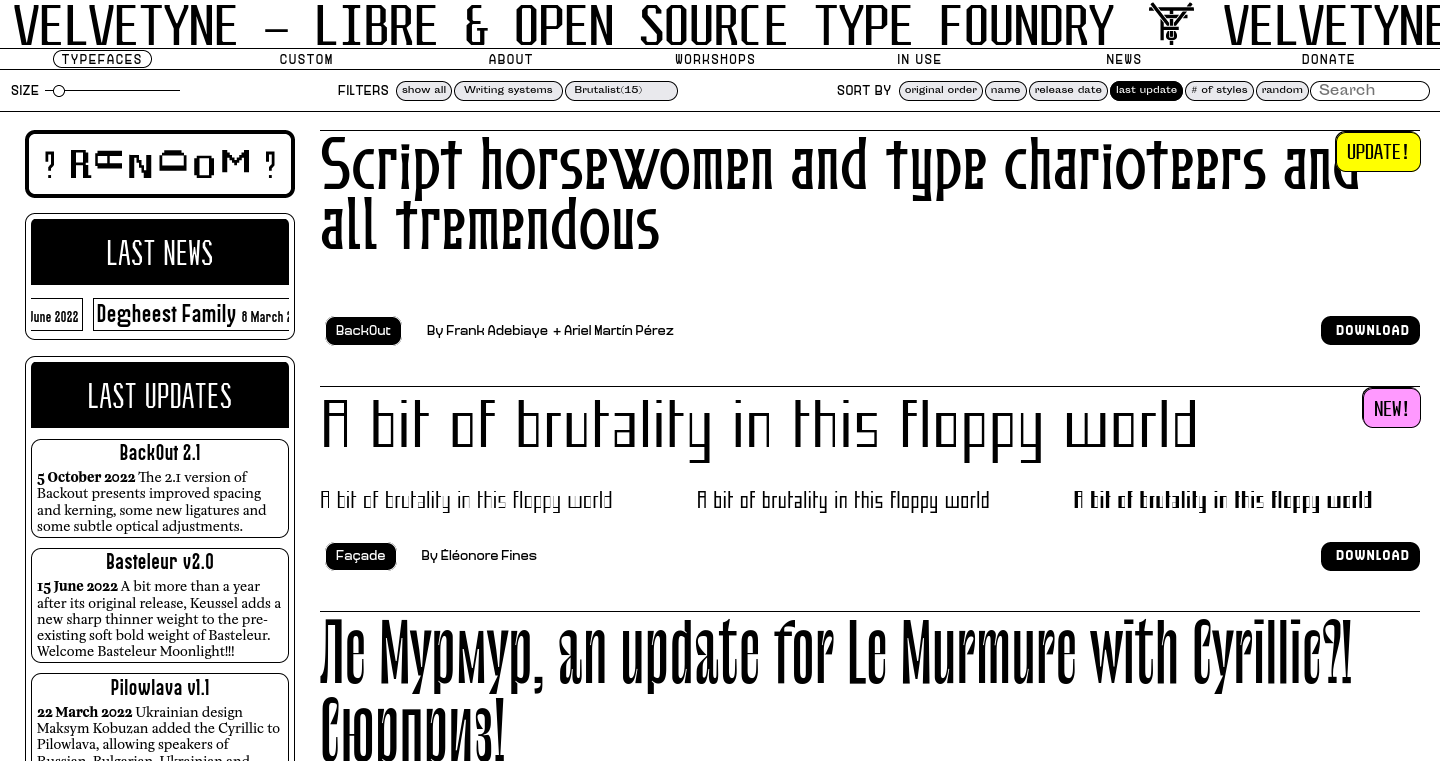 VELVETYNE – LIBRE & OPEN SOURCE TYPE FOUNDRY VELVETYNE
TYPEFACES CUSTOM ABOUT WORKSHOPS IN USE NEWS DONATE
SIZE FILTERS show all Writing systems Brutalist(15) SORT BY original order name release date last update # of styles random Search
? RANDOM ?
LAST NEWS
June 2022 Degheest Family 8 March
LAST UPDATES
BackOut 2.1
5 October 2022 The 2.1 version of
Backout presents improved spacing
and kerning, some new ligatures and
some subtle optical adjustments.
Basteleur v2.0
15 June 2022 A bit more than a year
after its original release, Keussel adds a
new sharp thinner weight to the pre-
existing soft bold weight of Basteleur.
Welcome Basteleur Moonlight!!!
Pilowlava v1.1
22 March 2022 Ukrainian design
Maksym Kobuzan added the Cyrillic to
Pilowlava, allowing speakers of
Russian, Bulgarian, Ukrainian and
Script horsewomen and type charioteers and
all tremendous
UPDATE!
BackOut By Frank Adebiaye + Ariel Martín Pérez DOWNLOAD
A bit of brutality in this floppy world
NEW!
A bit of brutality in this floppy world A bit of brutality in this floppy world A bit of brutality in this floppy world
Façade By Éléonore Fines DOWNLOAD
Ле Мурмур, an update for Le Murmure with Cyrillic?!
Сюрприз!